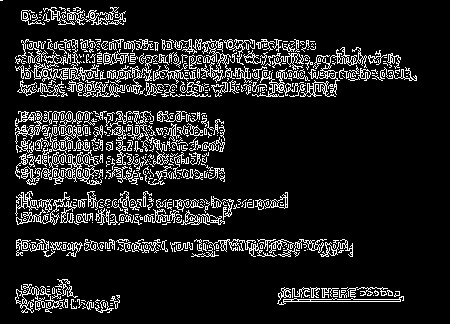 Dear Home Owner,
Your credit doesn't matter to us! If you OWN real estate
and want IMMEDIATE cash to spend ANY way you like, or simply wish
to LOWER your monthly payments by a third or more, here are the deals
we have TODAY (hurry, these deals will expire TONIGHT):
$488,000.00 at a 3.67% fixed-rate
$372,000.00 at a 3.90% variable-rate
$492,000.00 at a 3.21% interest-only
$248,000.00 at a 3.36% fixed-rate
$198,000.00 at a 3.55% variable-rate
Hurry, when these deals are gone, they are gone!
Simply fill out this one-minute form...
Don't worry about approval, your credit will not disqualify you!
Sincerely,
Approval Manager
CLICK HERE >>>>>